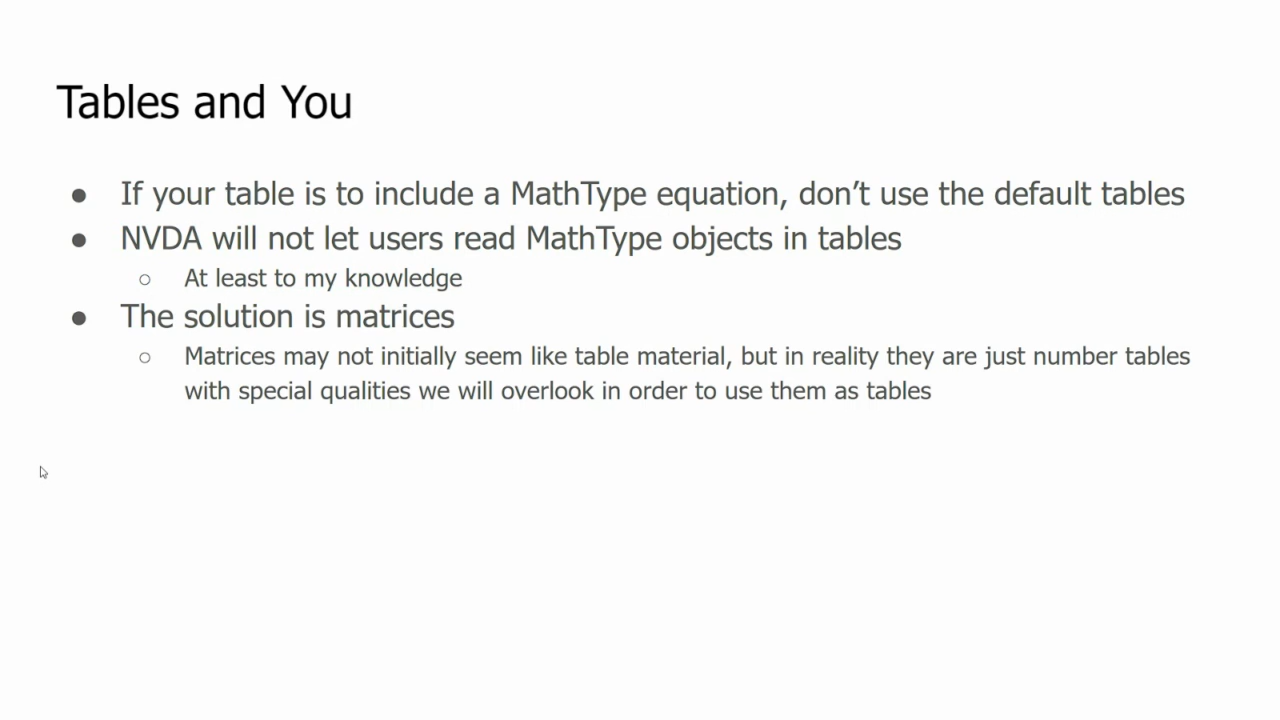 Tables and You
● If your table is to include a MathType equation, don’t use the default tables
● NVDA will not let users read MathType objects in tables
○ At least to my knowledge
● The solution is matrices
○ Matrices may not initially seem like table material, but in reality they are just number tables
with special qualities we will overlook in order to use them as tables